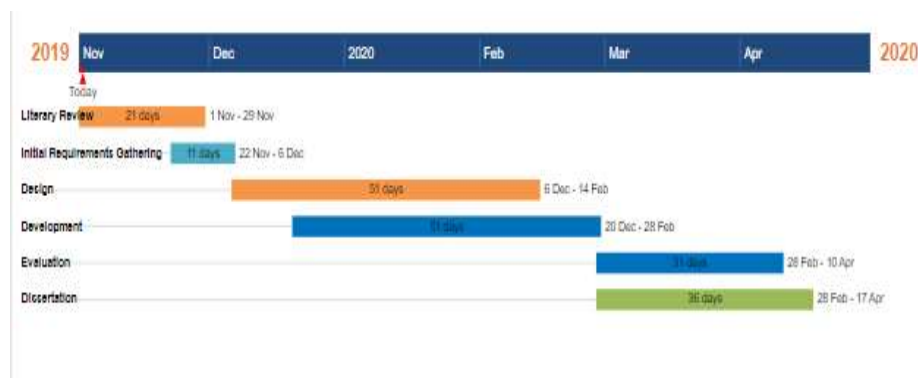 2019 Nov Dec 2020 Feb Mar Apr 2020
Today
Literary Review 21 days 1 Nov - 29 Nov
Initial Requirements Gathering 11 days 22 Nov - 6 Dec
Design 51 days 6 Dec - 14 Feb
Development 51 days 20 Dec - 28 Feb
Evaluation 31 days 28 Feb - 10 Apr
Dissertation 36 days 28 Feb - 17 Apr